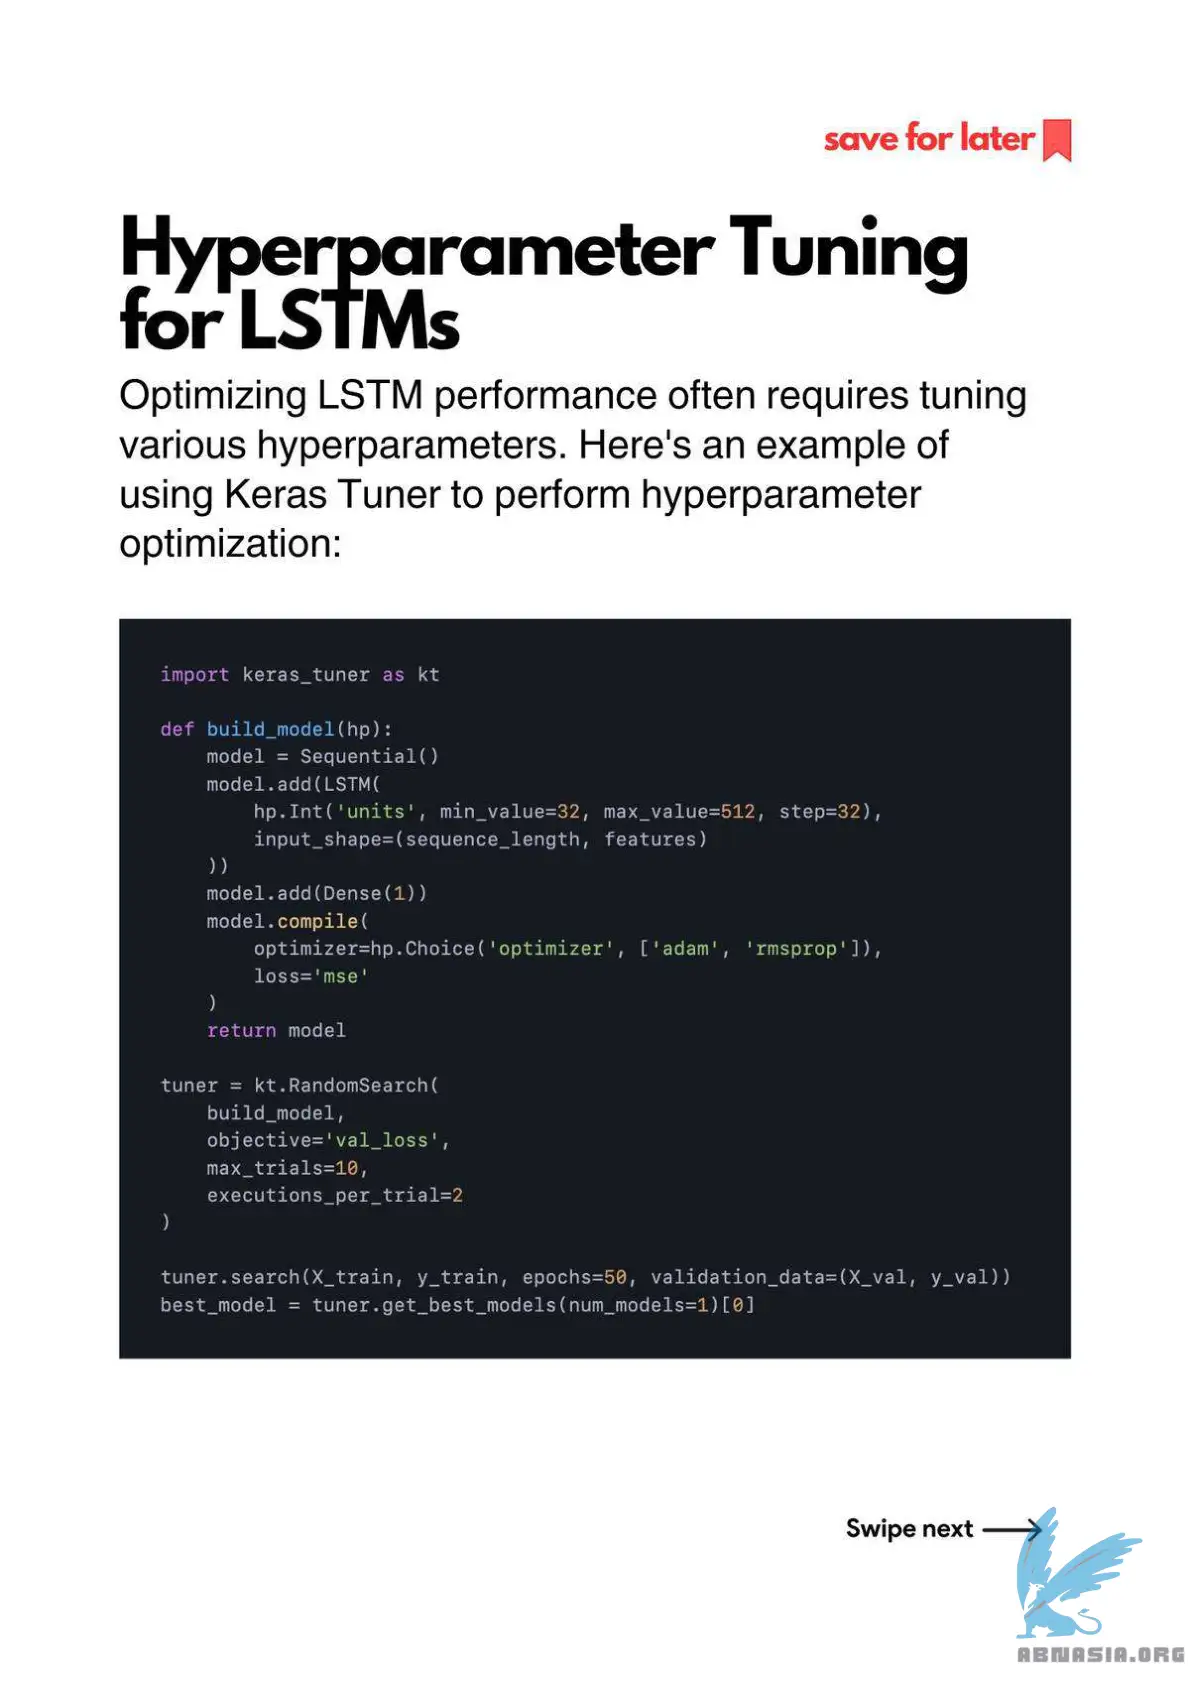 save for later
Hyperparameter Tuning
for LSTMs
Optimizing LSTM performance often requires tuning
various hyperparameters. Here's an example of
using Keras Tuner to perform hyperparameter
optimization:
import keras_tuner as kt
def build_model(hp):
    model = Sequential()
    model.add(LSTM(
        hp.Int('units', min_value=32, max_value=512, step=32),
        input_shape=(sequence_length, features)
    ))
    model.add(Dense(1))
    model.compile(
        optimizer=hp.Choice('optimizer', ['adam', 'rmsprop']),
        loss='mse'
    )
    return model
tuner = kt.RandomSearch(
    build_model,
    objective='val_loss',
    max_trials=10,
    executions_per_trial=2
)
tuner.search(X_train, y_train, epochs=50, validation_data=(X_val, y_val))
best_model = tuner.get_best_models(num_models=1)[0]
Swipe next
ABNASIA.ORG